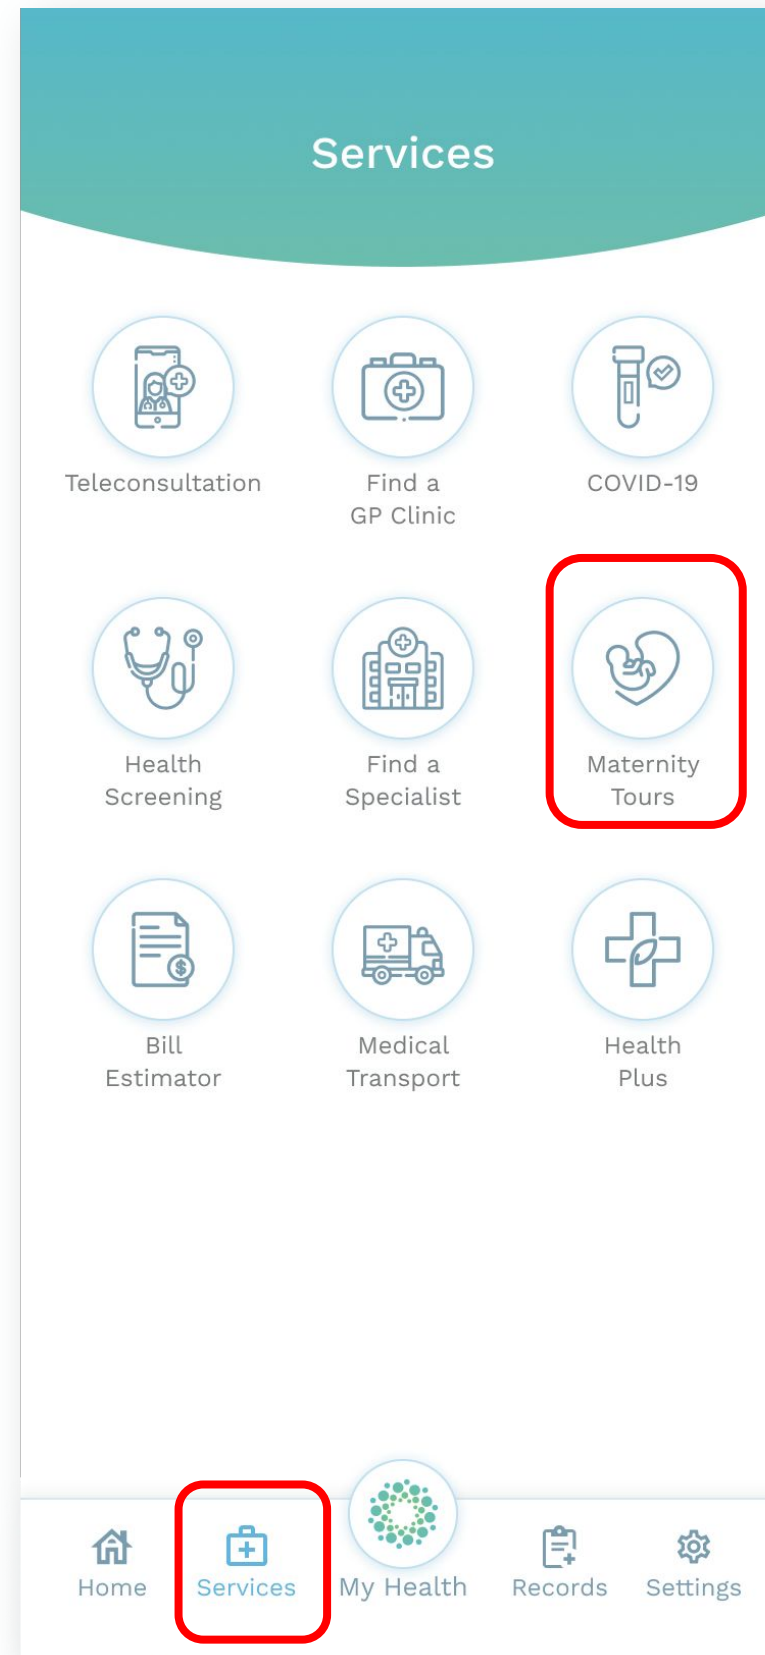 Services
Teleconsultation
Find a
GP Clinic
COVID-19
Health
Screening
Find a
Specialist
Maternity
Tours
Bill
Estimator
Medical
Transport
Health
Plus
Home
Services
My Health
Records
Settings